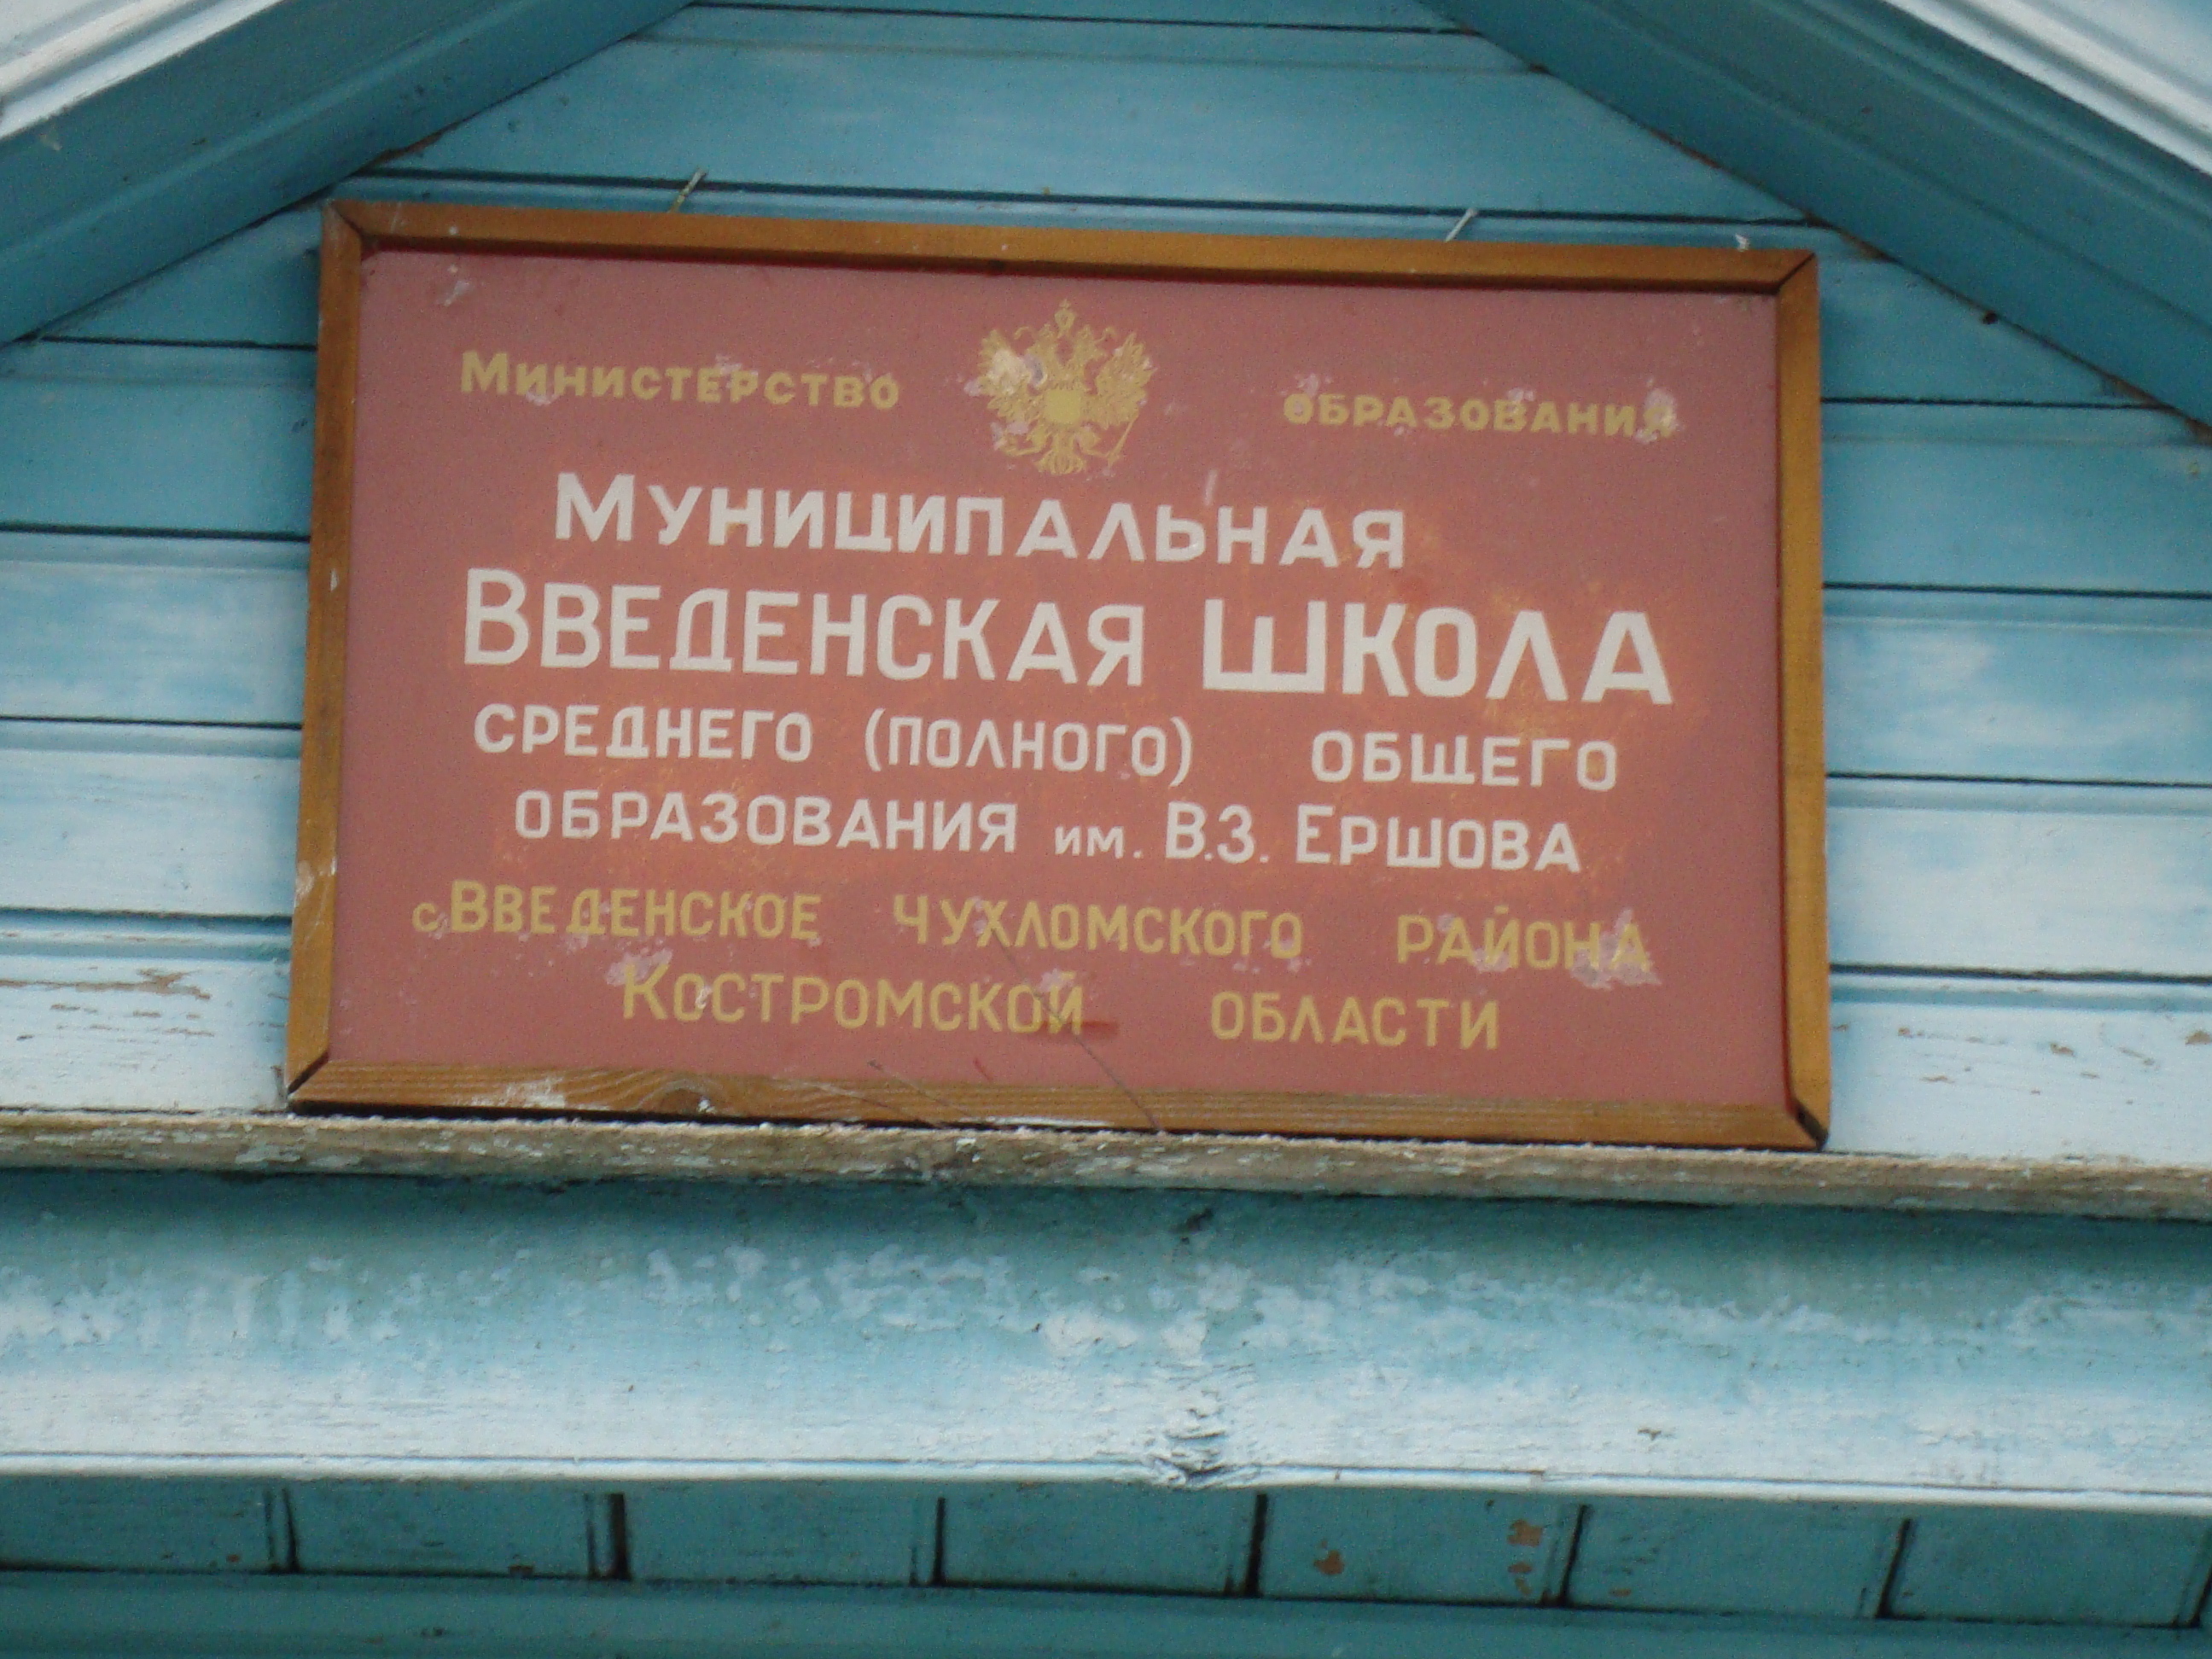 Министерство образования
Муниципальная
Введенская школа
среднего (полного) общего
образования им. В.З. Ершова
с Введенское Чухломского района
Костромской области